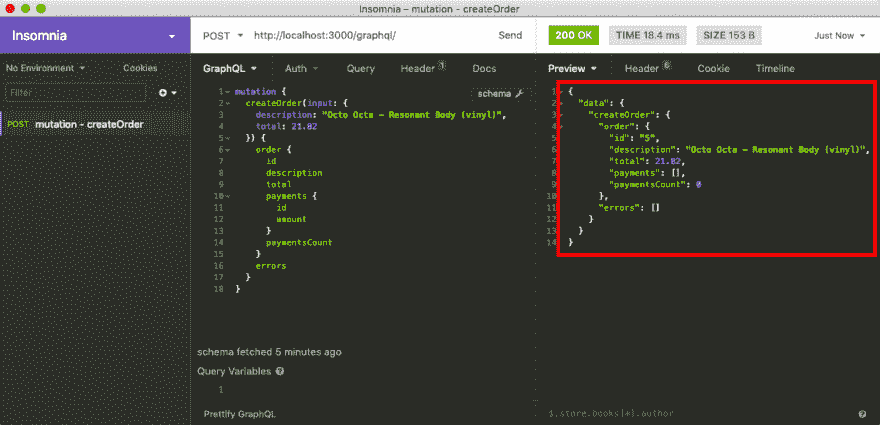 Insomnia – mutation - createOrder
Insomnia
POST http://localhost:3000/graphql/ Send
200 OK TIME 18.4 ms SIZE 153 B Just Now
No Environment Cookies
GraphQL Auth Query Header 1 Docs
Preview Header 6 Cookie Timeline
Filter
POST mutation - createOrder
schema
1 mutation {
2 createOrder(input: {
3 description: "Octo Octa - Resonant Body (vinyl)",
4 total: 21.82
5 }) {
6 order {
7 id
8 description
9 total
10 payments {
11 id
12 amount
13 }
14 paymentsCount
15 }
16 errors
17 }
18 }
1 {
2 "data": {
3 "createOrder": {
4 "order": {
5 "id": "5",
6 "description": "Octo Octa - Resonant Body (vinyl)",
7 "total": 21.82,
8 "payments": [],
9 "paymentsCount": 0
10 },
11 "errors": []
12 }
13 }
14 }
schema fetched 5 minutes ago
Query Variables
1
Prettify GraphQL
$.store.books[*].author